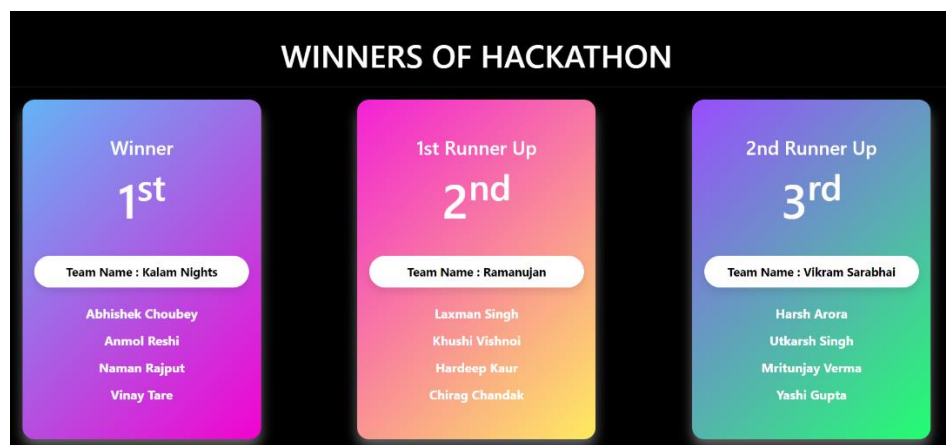 WINNERS OF HACKATHON
Winner
1st
Team Name : Kalam Nights
Abhishek Choubey
Anmol Reshi
Naman Rajput
Vinay Tare
1st Runner Up
2nd
Team Name : Ramanujan
Laxman Singh
Khushi Vishnoi
Hardeep Kaur
Chirag Chandak
2nd Runner Up
3rd
Team Name : Vikram Sarabhai
Harsh Arora
Utkarsh Singh
Mritunjay Verma
Yashi Gupta